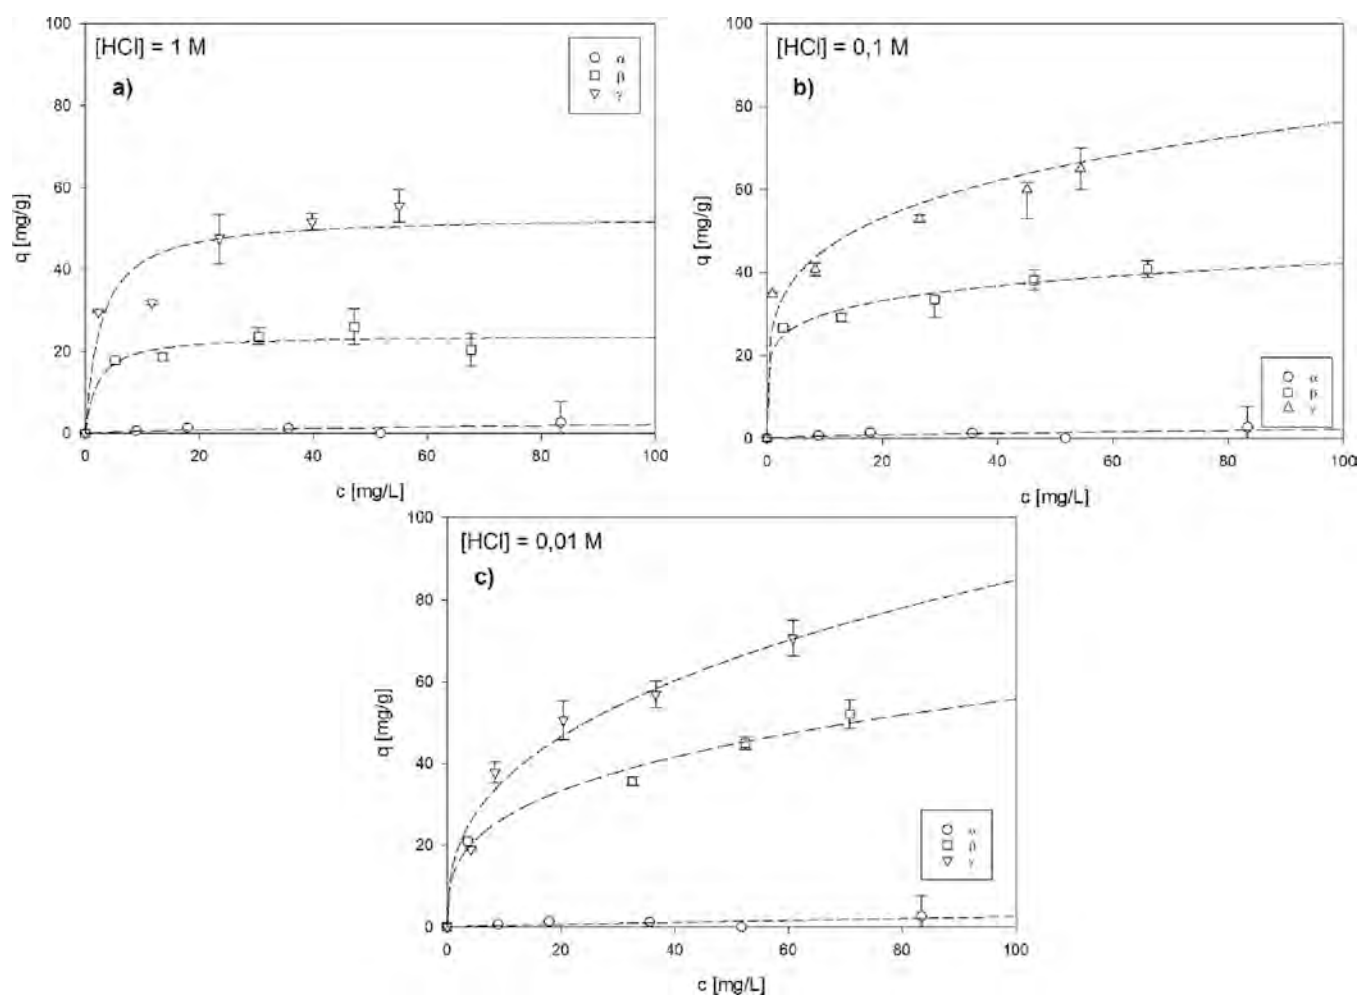 [HCl] = 1 M
a)
α
β
γ
100
80
60
40
20
0
q [mg/g]
0 20 40 60 80 100
c [mg/L]
[HCl] = 0,1 M
b)
α
β
γ
100
80
60
40
20
0
q [mg/g]
0 20 40 60 80 100
c [mg/L]
[HCl] = 0,01 M
c)
α
β
γ
100
80
60
40
20
0
q [mg/g]
0 20 40 60 80 100
c [mg/L]